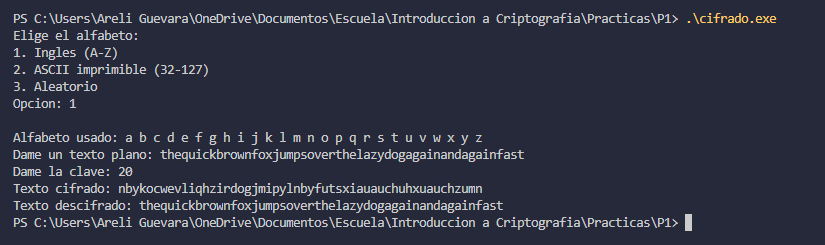 PS C:\Users\Areli Guevara\OneDrive\Documentos\Escuela\Introduccion a Criptografia\Practicas\P1> .\cifrado.exe
Elige el alfabeto:
1. Ingles (A-Z)
2. ASCII imprimible (32-127)
3. Aleatorio
Opcion: 1
Alfabeto usado: a b c d e f g h i j k l m n o p q r s t u v w x y z
Dame un texto plano: thequickbrownfoxjumpsoverthelazydogagainandagainfast
Dame la clave: 20
Texto cifrado: nbykocwevliqhzirdogjmipylnbyfutsxiauauchuhxuauchzumn
Texto descifrado: thequickbrownfoxjumpsoverthelazydogagainandagainfast
PS C:\Users\Areli Guevara\OneDrive\Documentos\Escuela\Introduccion a Criptografia\Practicas\P1>